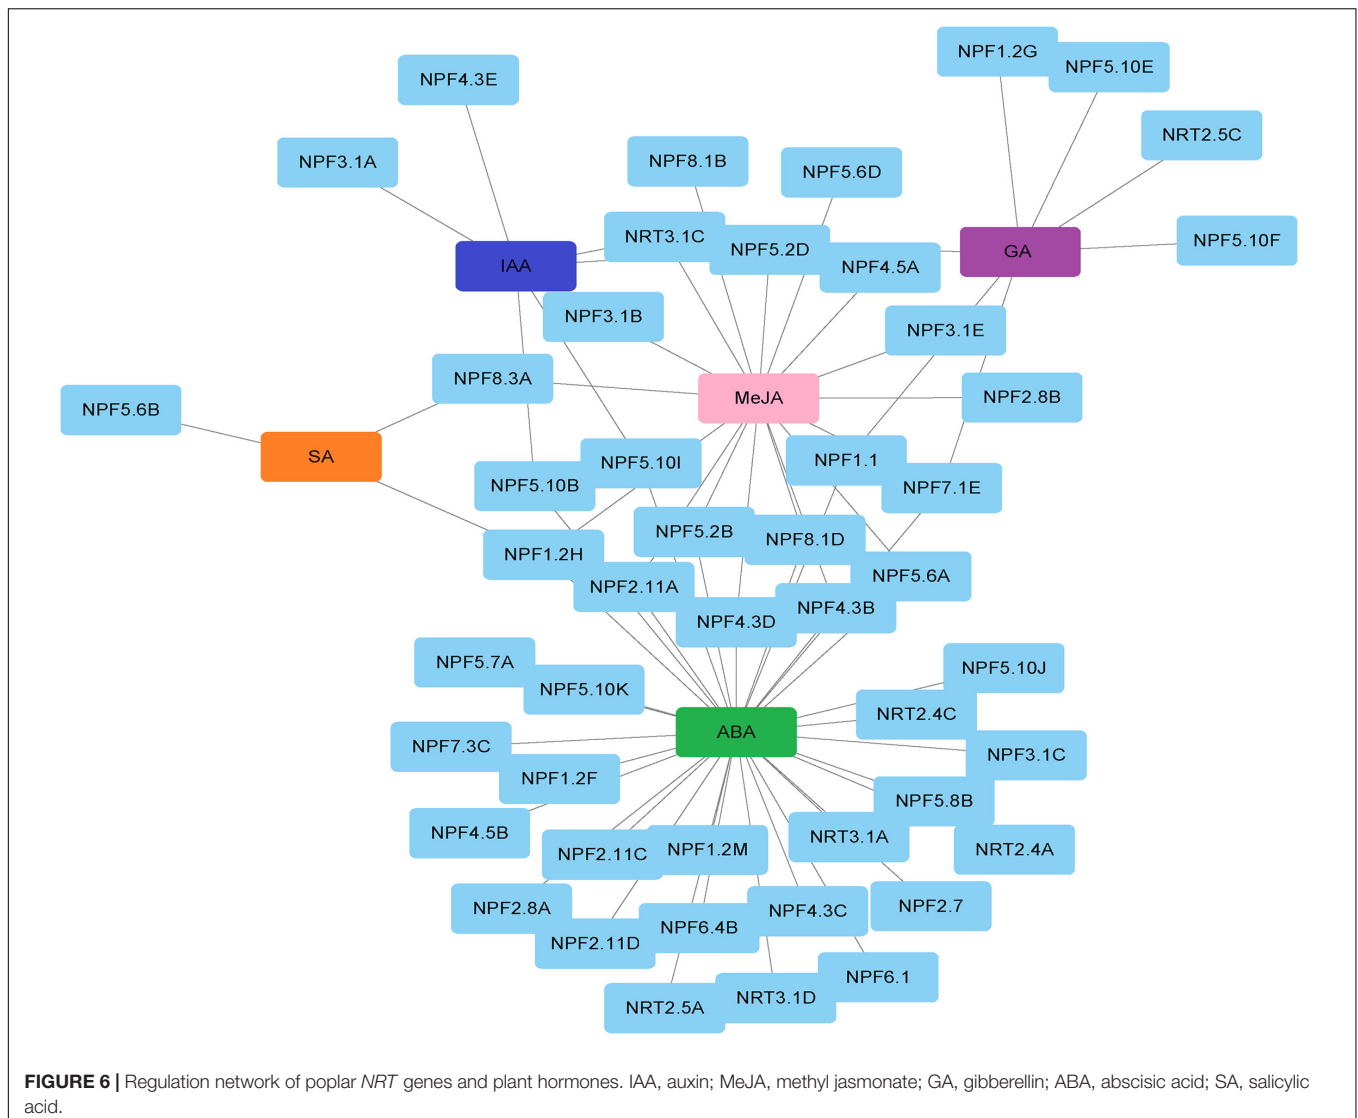 NPF1.2G
NPF5.10E
NPF4.3E
NRT2.5C
NPF3.1A
NPF8.1B
NPF5.6D
NRT3.1C
NPF5.2D
NPF5.10F
GA
IAA
NPF4.5A
NPF3.1B
NPF3.1E
NPF8.3A
MeJA
NPF2.8B
NPF5.6B
SA
NPF5.10I
NPF1.1
NPF5.10B
NPF7.1E
NPF5.2B
NPF8.1D
NPF1.2H
NPF5.6A
NPF2.11A
NPF4.3B
NPF4.3D
NPF5.7A
NPF5.10J
NPF5.10K
NRT2.4C
ABA
NPF7.3C
NPF3.1C
NPF1.2F
NPF5.8B
NPF4.5B
NRT3.1A
NPF2.11C
NPF1.2M
NRT2.4A
NPF2.8A
NPF4.3C
NPF2.7
NPF6.4B
NPF2.11D
NPF6.1
NRT3.1D
NRT2.5A
FIGURE 6 | Regulation network of poplar NRT genes and plant hormones. IAA, auxin; MeJA, methyl jasmonate; GA, gibberellin; ABA, abscisic acid; SA, salicylic
acid.